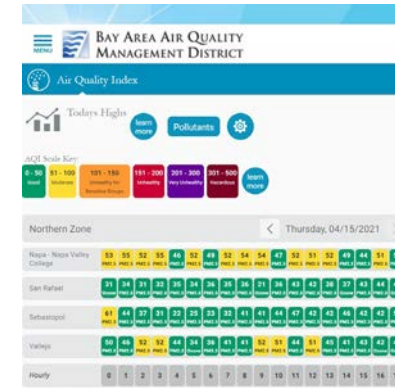 MENU
BAY AREA AIR QUALITY
MANAGEMENT DISTRICT
Air Quality Index
Todays Highs
learn
more
Pollutants
AQI Scale Key:
0 - 50
Good
51 - 100
Moderate
101 - 150
Unhealthy for
Sensitive Groups
151 - 200
Unhealthy
201 - 300
Very Unhealthy
301 - 500
Hazardous
learn
more
Northern Zone
Thursday, 04/15/2021
Napa - Napa Valley
College
53 55 52 55 46 52 49 52 54 54 47 52 51 52 49 44 51
San Rafael
31 34 31 32 35 34 35 35 36 21 36 43 42 38 37 43 44
Sebastopol
61 44 37 31 22 25 23 32 41 41 44 47 42 42 46 42 42
Vallejo
50 46 52 52 44 34 36 41 41 52 51 44 51 45 41 43 42
Hourly
0 1 2 3 4 5 6 7 8 9 10 11 12 13 14 15 16